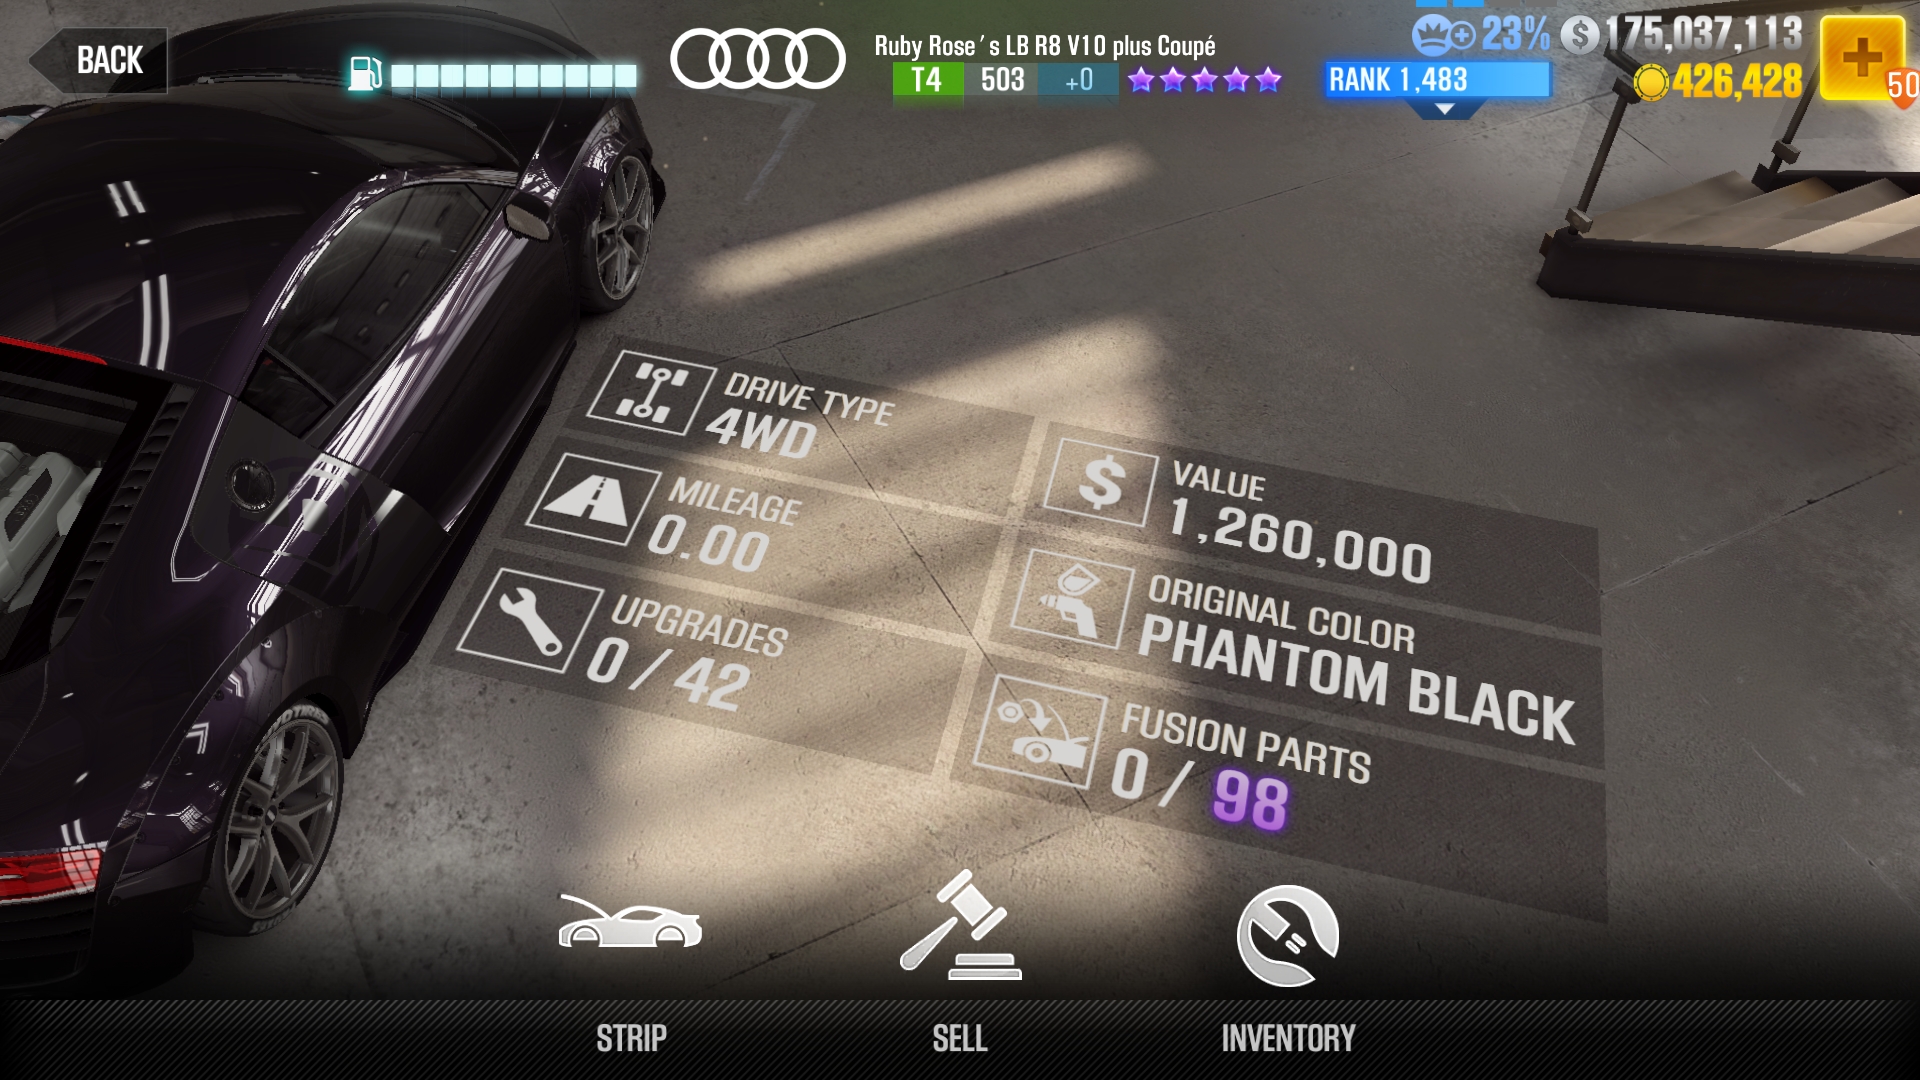 BACK
Ruby Rose's LB R8 V10 plus Coupé
T4 503 +0
RANK 1,483
23% 175,037,113
426,428
50
DRIVE TYPE
4WD
MILEAGE
0.00
UPGRADES
0 / 42
VALUE
1,260,000
ORIGINAL COLOR
PHANTOM BLACK
FUSION PARTS
0 / 98
STRIP
SELL
INVENTORY